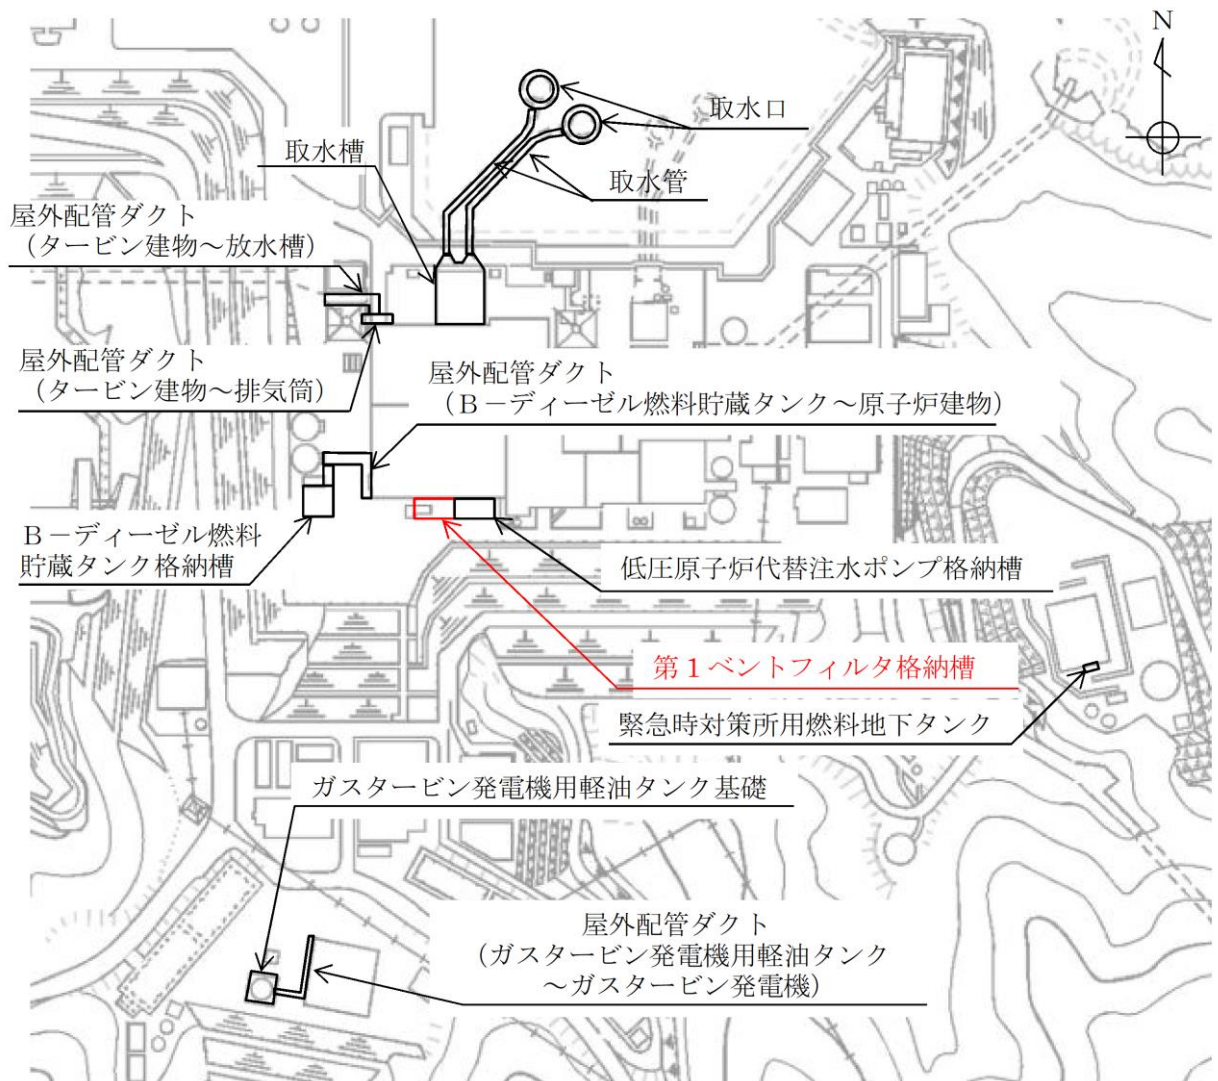 N
取水口
取水槽
取水管
屋外配管ダクト
（タービン建物～放水槽）
屋外配管ダクト
（タービン建物～排気筒）
屋外配管ダクト
（Ｂ－ディーゼル燃料貯蔵タンク～原子炉建物）
Ｂ－ディーゼル燃料
貯蔵タンク格納槽
低圧原子炉代替注水ポンプ格納槽
第１ベントフィルタ格納槽
緊急時対策所用燃料地下タンク
ガスタービン発電機用軽油タンク基礎
屋外配管ダクト
（ガスタービン発電機用軽油タンク
～ガスタービン発電機）